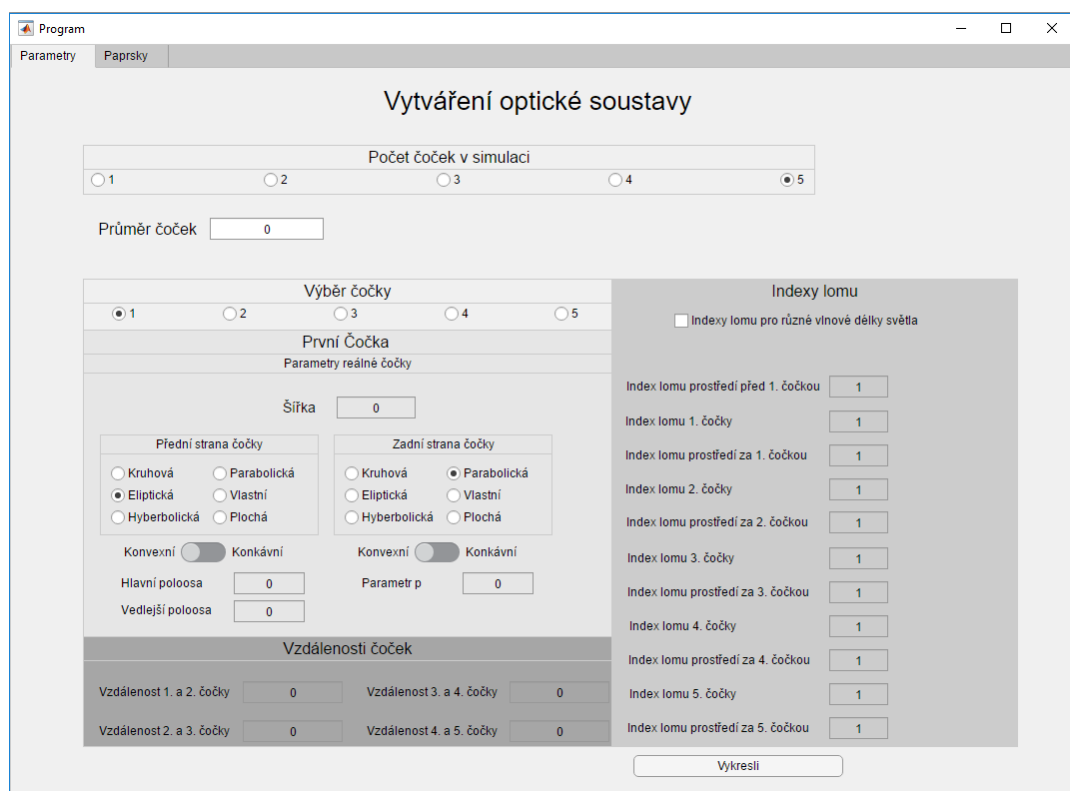 Program
Parametry Paprsky
Vytváření optické soustavy
Počet čoček v simulaci
1 2 3 4 5
Průměr čoček 0
Výběr čočky
1 2 3 4 5
První Čočka
Parametry reálné čočky
Šířka 0
Přední strana čočky
Kruhová Parabolická
Eliptická Vlastní
Hyberbolická Plochá
Konvexní Konkávní
Hlavní poloosa 0
Vedlejší poloosa 0
Zadní strana čočky
Kruhová Parabolická
Eliptická Vlastní
Hyberbolická Plochá
Konvexní Konkávní
Parametr p 0
Vzdálenosti čoček
Vzdálenost 1. a 2. čočky 0 Vzdálenost 3. a 4. čočky 0
Vzdálenost 2. a 3. čočky 0 Vzdálenost 4. a 5. čočky 0
Indexy lomu
Indexy lomu pro různé vlnové délky světla
Index lomu prostředí před 1. čočkou 1
Index lomu 1. čočky 1
Index lomu prostředí za 1. čočkou 1
Index lomu 2. čočky 1
Index lomu prostředí za 2. čočkou 1
Index lomu 3. čočky 1
Index lomu prostředí za 3. čočkou 1
Index lomu 4. čočky 1
Index lomu prostředí za 4. čočkou 1
Index lomu 5. čočky 1
Index lomu prostředí za 5. čočkou 1
Vykresli